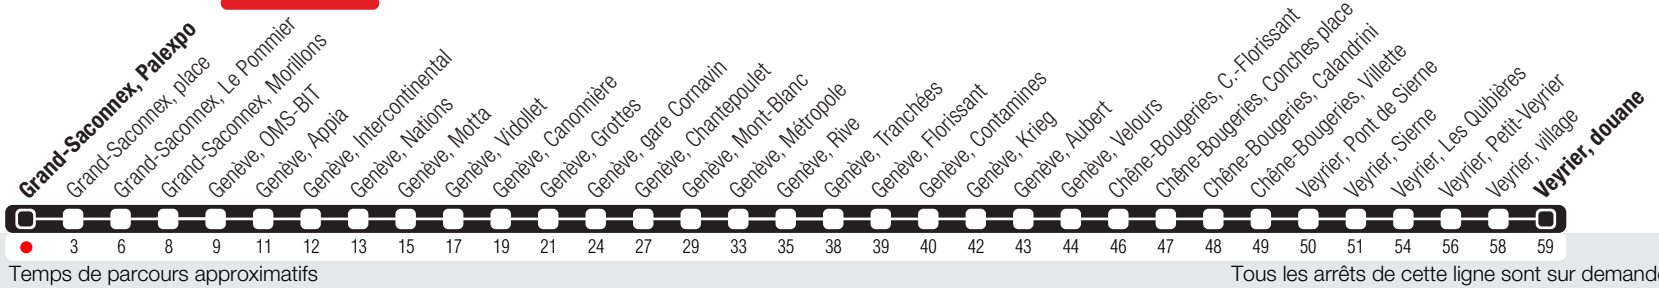 Grand-Saconnex, Palexpo
Grand-Saconnex, place
Grand-Saconnex, Le Pommier
Grand-Saconnex, Morillons
Genève, OMS-BIT
Genève, Appia
Genève, Intercontinental
Genève, Nations
Genève, Motta
Genève, Vidollet
Genève, Canonnière
Genève, Grottes
Genève, gare Cornavin
Genève, Chantepoulet
Genève, Mont-Blanc
Genève, Métropole
Genève, Rive
Genève, Tranchées
Genève, Florissant
Genève, Contamines
Genève, Krieg
Genève, Aubert
Genève, Velours
Chêne-Bougeries, C.-Florissant
Chêne-Bougeries, Conches place
Chêne-Bougeries, Calandrini
Chêne-Bougeries, Villette
Veyrier, Pont de Sierne
Veyrier, Sierne
Veyrier, Les Quibières
Veyrier, Petit-Veyrier
Veyrier, village
Veyrier, douane
3 6 8 9 11 12 13 15 17 19 21 24 27 29 33 35 38 39 40 42 43 44 46 47 48 49 50 51 54 56 58 59
Temps de parcours approximatifs
Tous les arrêts de cette ligne sont sur demande